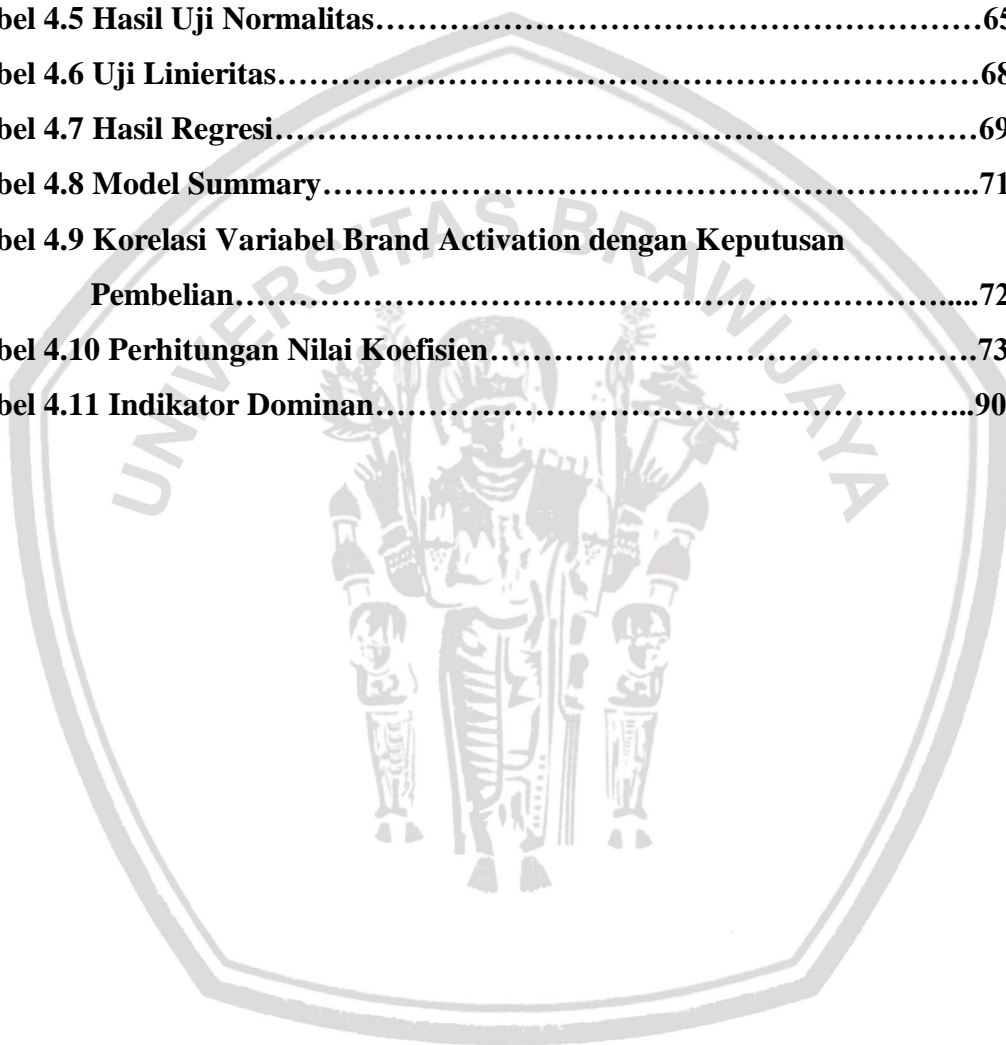 bel 4.5 Hasil Uji Normalitas……………………………………………………65
bel 4.6 Uji Linieritas……………………………………………………………68
bel 4.7 Hasil Regresi……………………………………………………………69
bel 4.8 Model Summary………………………………………………………..71
bel 4.9 Korelasi Variabel Brand Activation dengan Keputusan
Pembelian……………………………………………………………....72
bel 4.10 Perhitungan Nilai Koefisien…………………………………………73
bel 4.11 Indikator Dominan…………………………………………………...90
UNIVERSITAS BRAWIJAYA